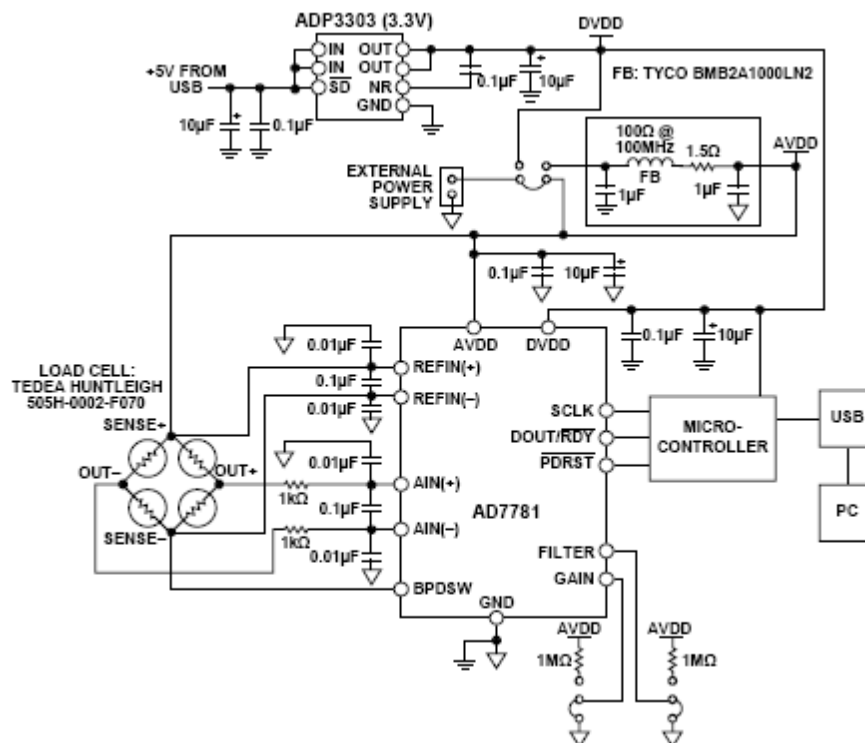 ADP3303 (3.3V)
DVDD
IN
OUT
IN
OUT
SD
NR
GND
+5V FROM
USB
10µF
+
0.1µF
0.1µF
+
10µF
FB: TYCO BMB2A1000LN2
100Ω @
100MHz
1.5Ω
FB
1µF
1µF
AVDD
EXTERNAL
POWER
SUPPLY
0.1µF
10µF
+
AVDD
DVDD
0.1µF
+
10µF
LOAD CELL:
TEDEA HUNTLEIGH
505H-0002-F070
SENSE+
OUT–
OUT+
SENSE–
0.01µF
0.1µF
0.01µF
REFIN(+)
REFIN(–)
0.01µF
1kΩ
0.1µF
1kΩ
0.01µF
AIN(+)
AIN(–)
BPDSW
AD7781
GND
SCLK
DOUT/RDY
PDRST
FILTER
GAIN
MICRO-
CONTROLLER
USB
PC
AVDD
1MΩ
AVDD
1MΩ